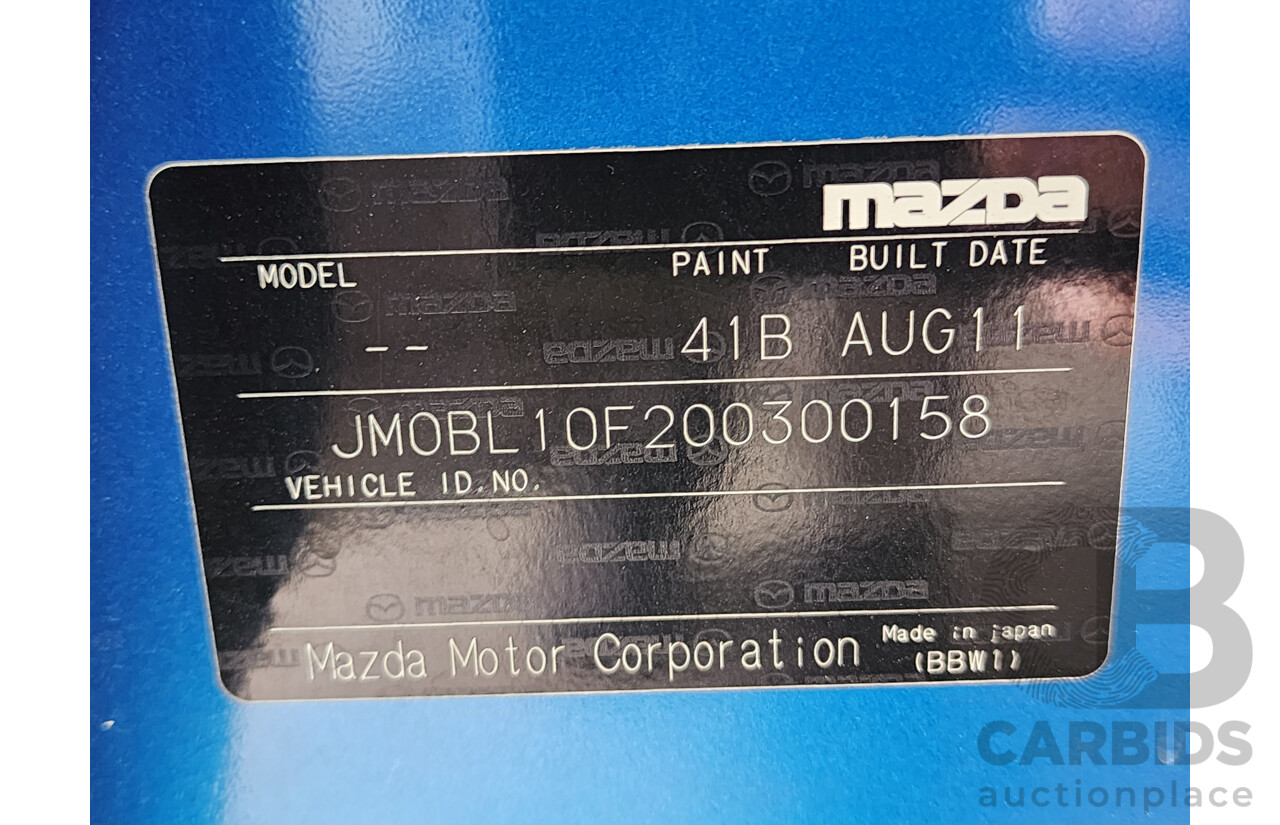 mazda
MODEL PAINT BUILT DATE
-- 41B AUG11
JM0BL10F200300158
VEHICLE ID.NO.
Mazda Motor Corporation Made in japan
(BBW1)
CARBIDS
auctionplace